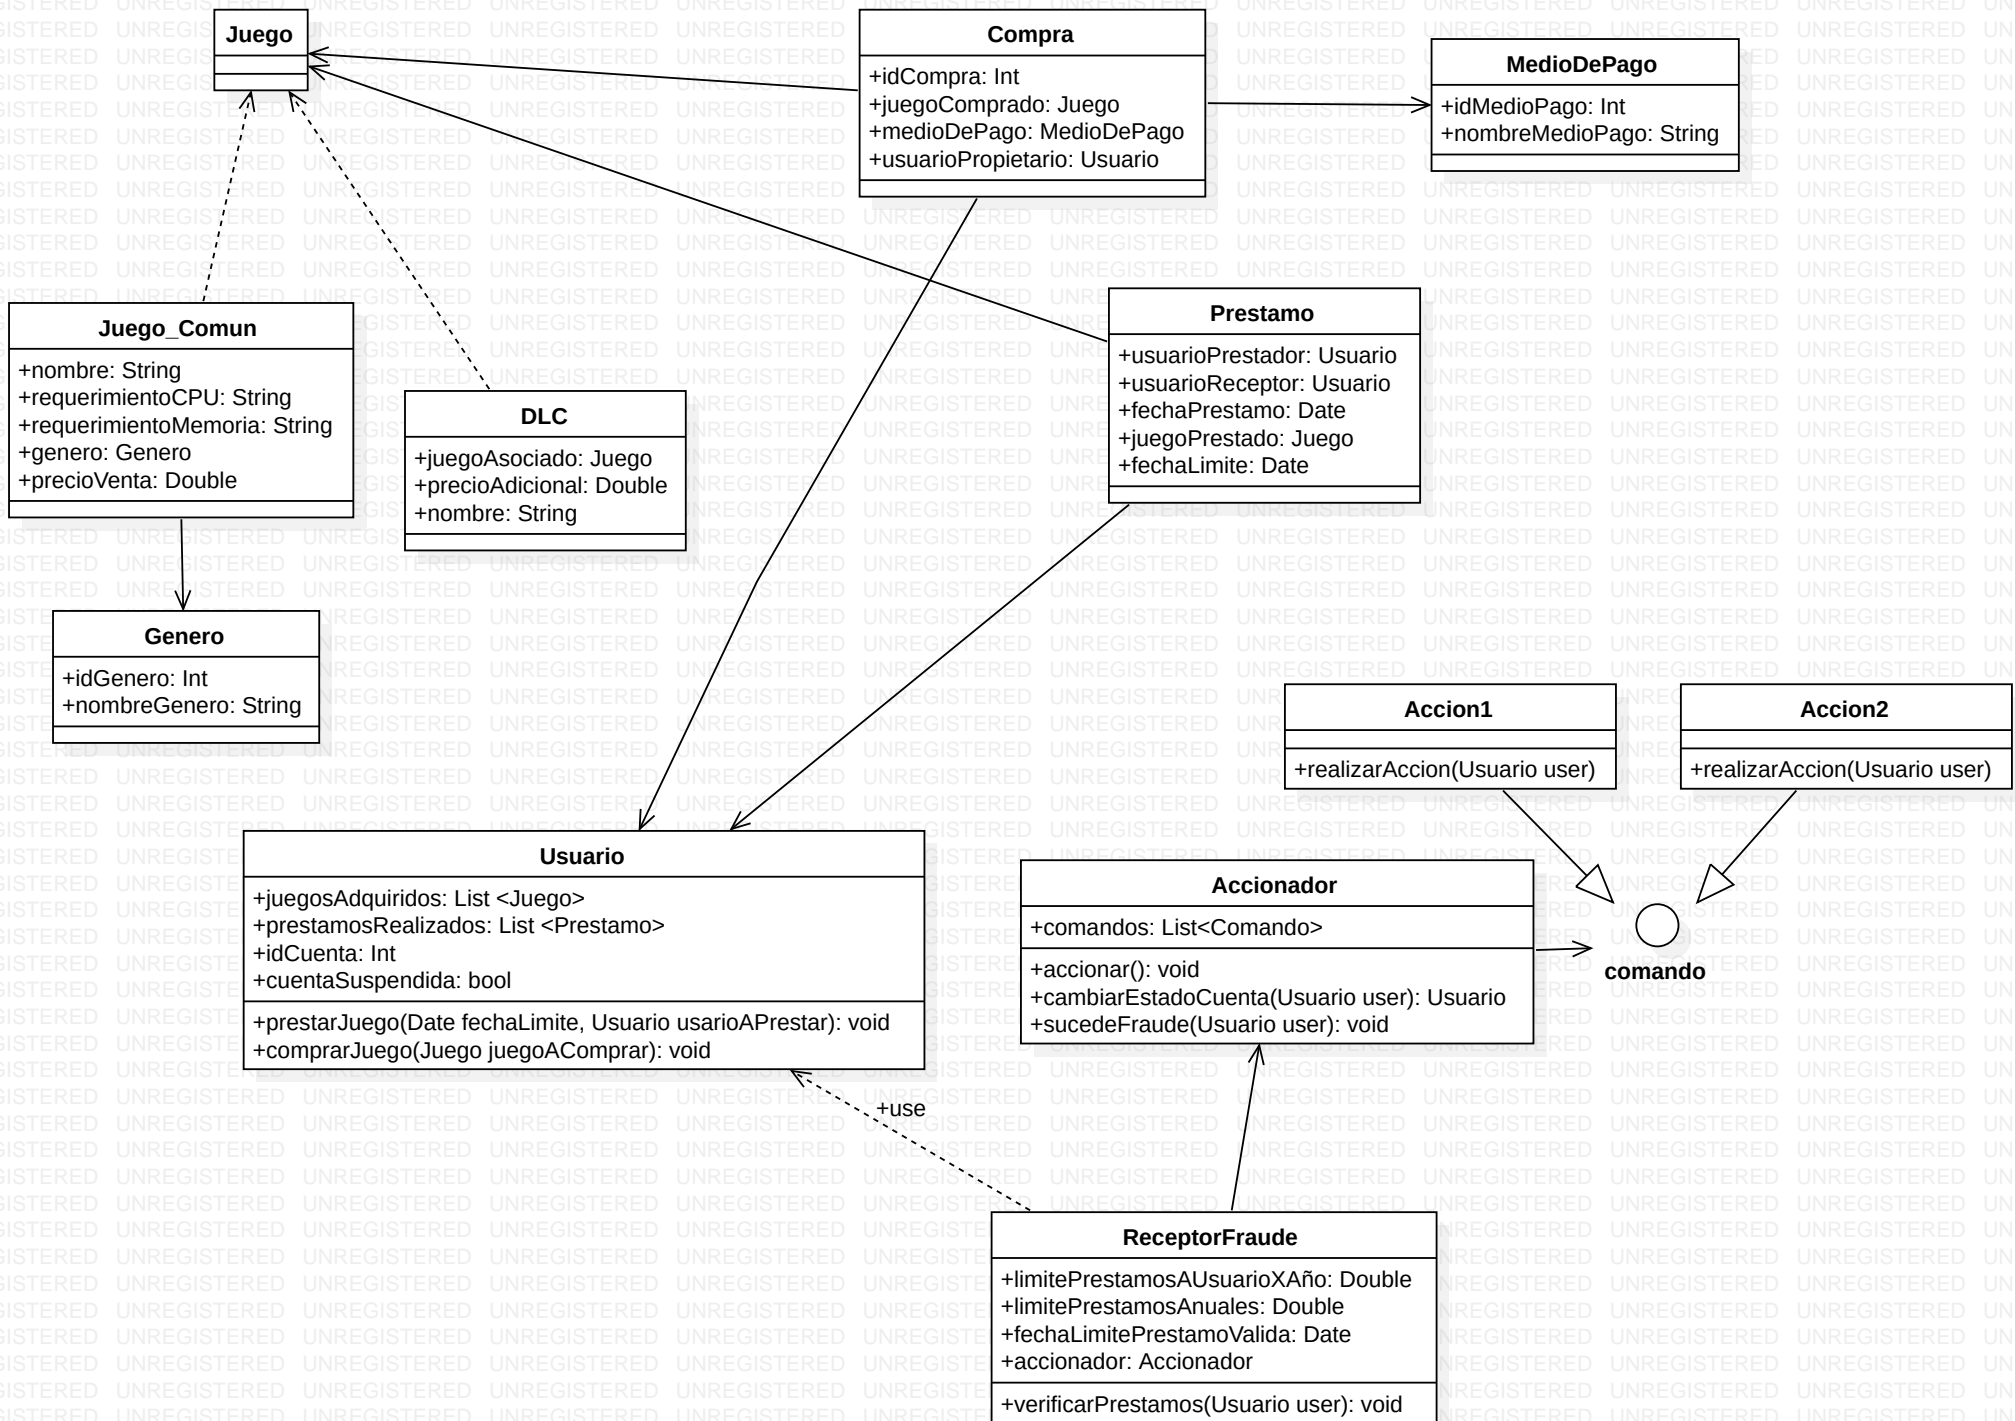 Juego
Compra
+idCompra: Int
+juegoComprado: Juego
+medioDePago: MedioDePago
+usuarioPropietario: Usuario
MedioDePago
+idMedioPago: Int
+nombreMedioPago: String
Juego_Comun
+nombre: String
+requerimientoCPU: String
+requerimientoMemoria: String
+genero: Genero
+precioVenta: Double
DLC
+juegoAsociado: Juego
+precioAdicional: Double
+nombre: String
Prestamo
+usuarioPrestador: Usuario
+usuarioReceptor: Usuario
+fechaPrestamo: Date
+juegoPrestado: Juego
+fechaLimite: Date
Genero
+idGenero: Int
+nombreGenero: String
Accion1
+realizarAccion(Usuario user)
Accion2
+realizarAccion(Usuario user)
Usuario
+juegosAdquiridos: List <Juego>
+prestamosRealizados: List <Prestamo>
+idCuenta: Int
+cuentaSuspendida: bool
+prestarJuego(Date fechaLimite, Usuario usarioAPrestar): void
+comprarJuego(Juego juegoAComprar): void
Accionador
+comandos: List<Comando>
+accionar(): void
+cambiarEstadoCuenta(Usuario user): Usuario
+sucedeFraude(Usuario user): void
comando
+use
ReceptorFraude
+limitePrestamosAUsuarioXAño: Double
+limitePrestamosAnuales: Double
+fechaLimitePrestamoValida: Date
+accionador: Accionador
+verificarPrestamos(Usuario user): void
UNREGISTERED